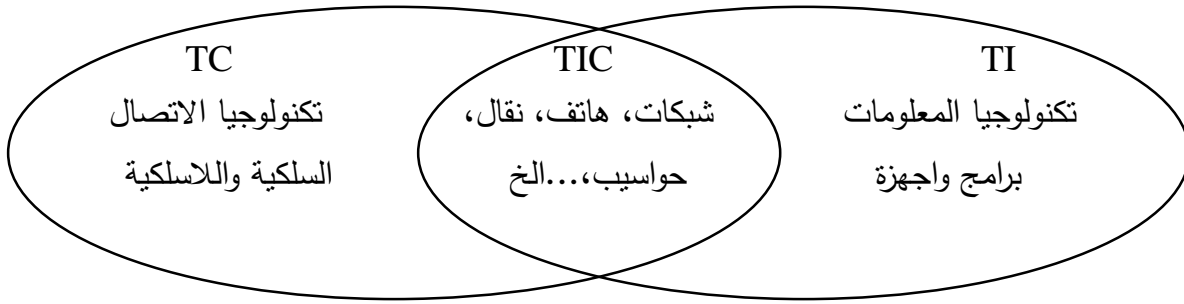 TI
تكنولوجيا المعلومات
برامج واجهزة
TIC
شبكات، هاتف، نقال،
حواسيب،...الخ
TC
تكنولوجيا الاتصال
السلكية واللاسلكية